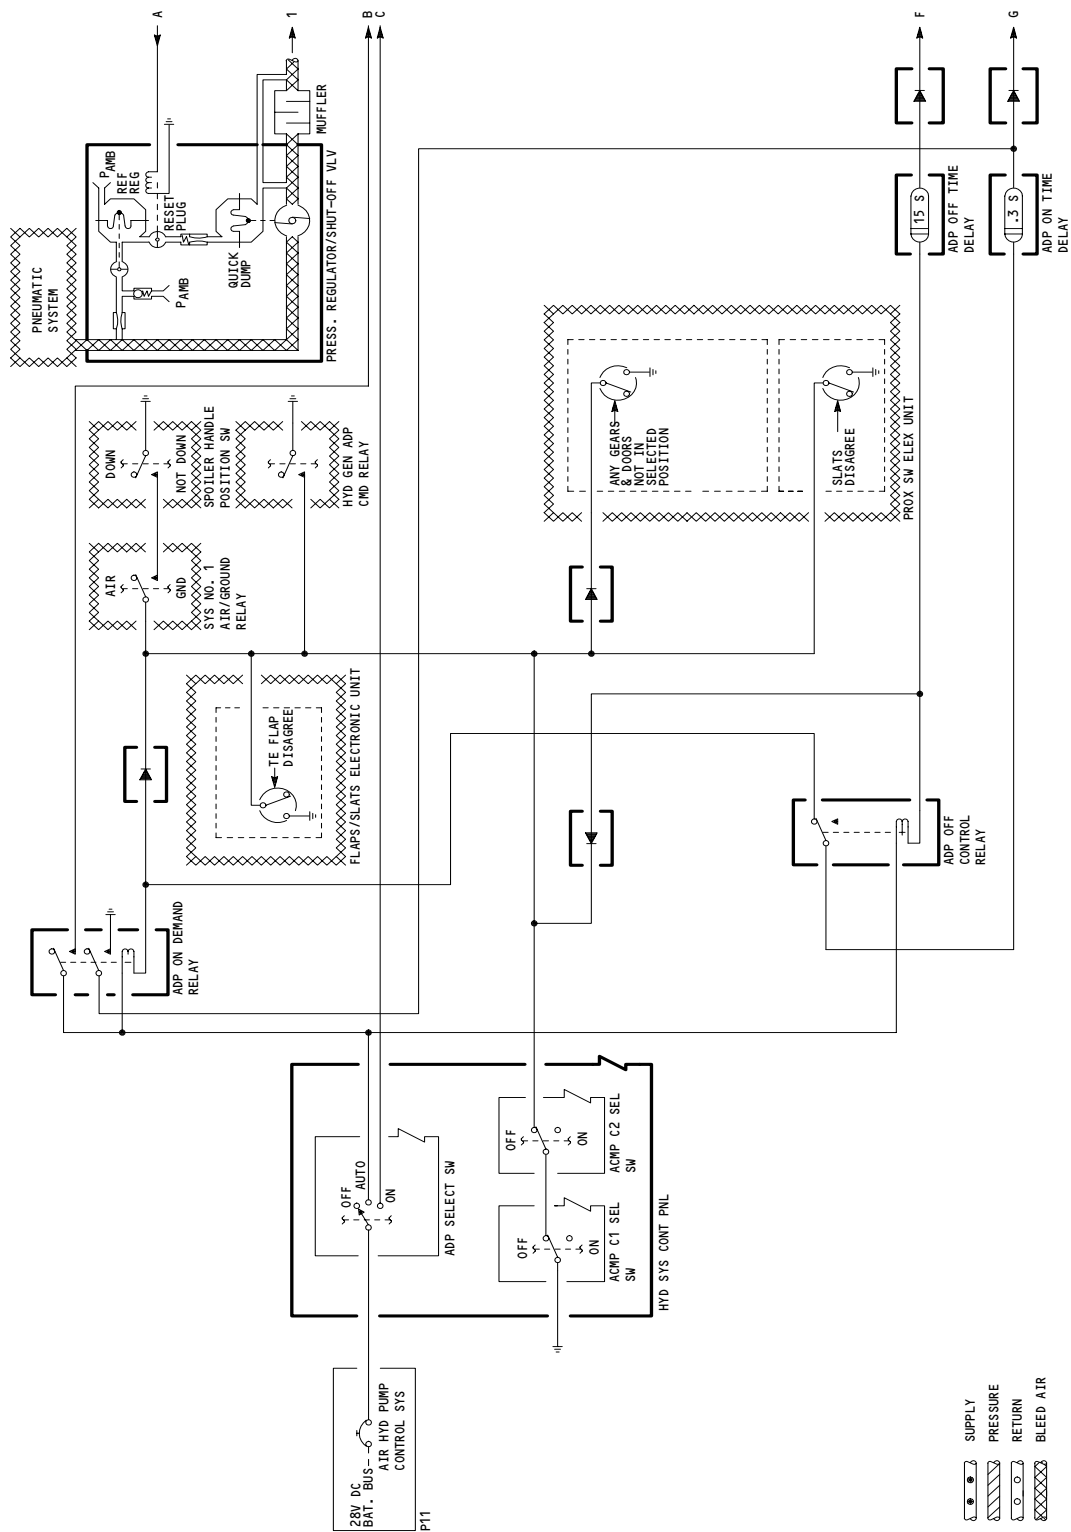 A
1
B
C
F
G
PNEUMATIC
SYSTEM
PAMB
REF
REG
RESET
PLUG
QUICK
DUMP
PAMB
MUFFLER
PRESS. REGULATOR/SHUT-OFF VLV
15 S
ADP OFF TIME
DELAY
.3 S
ADP ON TIME
DELAY
DOWN
NOT DOWN
SPOILER HANDLE
POSITION SW
HYD GEN ADP
CMD RELAY
AIR
GND
SYS NO. 1
AIR/GROUND
RELAY
ANY GEARS
& DOORS
NOT IN
SELECTED
POSITION
SLATS
DISAGREE
PROX SW ELEX UNIT
TE FLAP
DISAGREE
FLAPS/SLATS ELECTRONIC UNIT
ADP OFF
CONTROL
RELAY
ADP ON DEMAND
RELAY
OFF
AUTO
ON
ADP SELECT SW
OFF
ON
ACMP C2 SEL
SW
OFF
ON
ACMP C1 SEL
SW
HYD SYS CONT PNL
28V DC
BAT. BUS
AIR HYD PUMP
CONTROL SYS
P11
SUPPLY
PRESSURE
RETURN
BLEED AIR